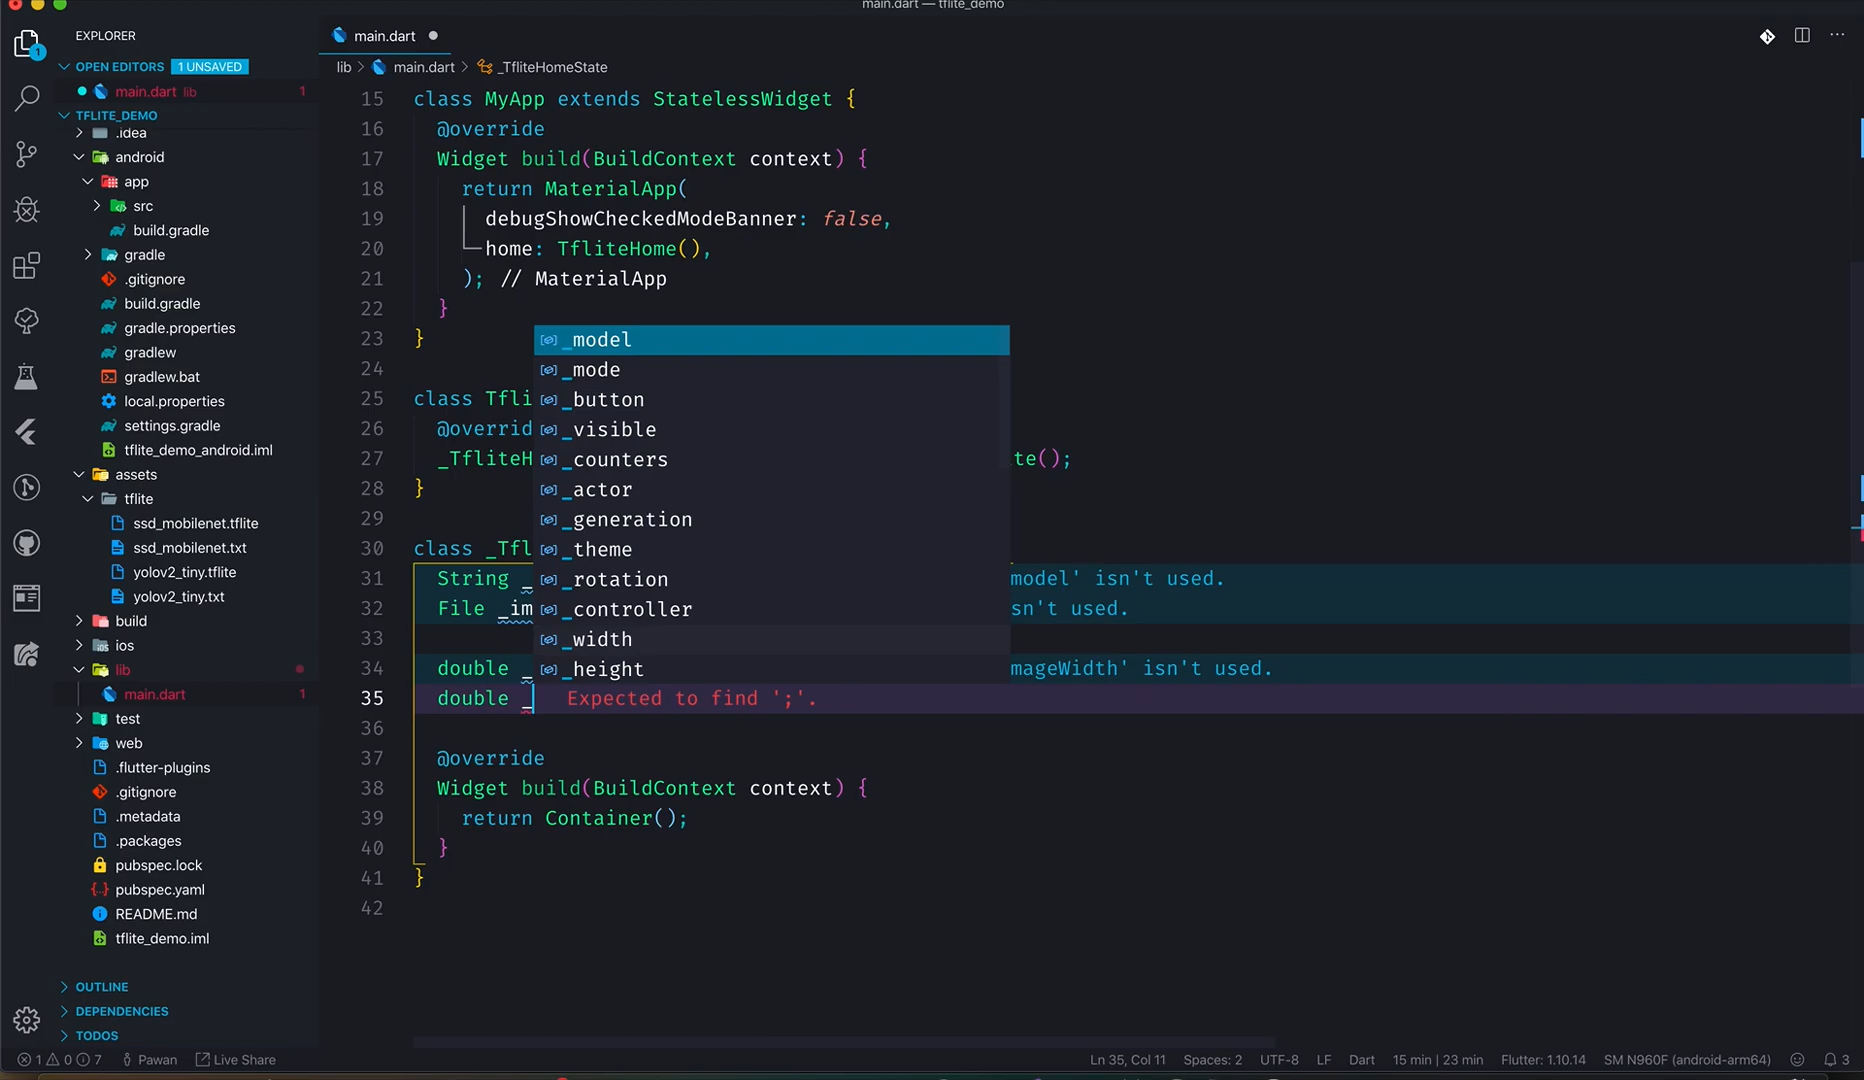 main.dart — tflite_demo
EXPLORER
OPEN EDITORS 1 UNSAVED
main.dart lib 1
TFLITE_DEMO
.idea
android
app
src
build.gradle
gradle
.gitignore
build.gradle
gradle.properties
gradlew
gradlew.bat
local.properties
settings.gradle
tflite_demo_android.iml
assets
tflite
ssd_mobilenet.tflite
ssd_mobilenet.txt
yolov2_tiny.tflite
yolov2_tiny.txt
build
ios
lib
main.dart 1
test
web
.flutter-plugins
.gitignore
.metadata
.packages
pubspec.lock
pubspec.yaml
README.md
tflite_demo.iml
OUTLINE
DEPENDENCIES
TODOS
main.dart
lib > main.dart > _TfliteHomeState
15 class MyApp extends StatelessWidget {
16 @override
17 Widget build(BuildContext context) {
18 return MaterialApp(
19 debugShowCheckedModeBanner: false,
20 home: TfliteHome(),
21 ); // MaterialApp
22 }
23 }
24
25 class Tfli
26 @overrid
27 _TfliteH te();
28 }
29
30 class _Tfl
31 String _ model' isn't used.
32 File _im sn't used.
33
34 double _ mageWidth' isn't used.
35 double _ Expected to find ';'.
36
37 @override
38 Widget build(BuildContext context) {
39 return Container();
40 }
41 }
42
_model
_mode
_button
_visible
_counters
_actor
_generation
_theme
_rotation
_controller
_width
_height
1 0 7 Pawan Live Share Ln 35, Col 11 Spaces: 2 UTF-8 LF Dart 15 min | 23 min Flutter: 1.10.14 SM N960F (android-arm64) 3